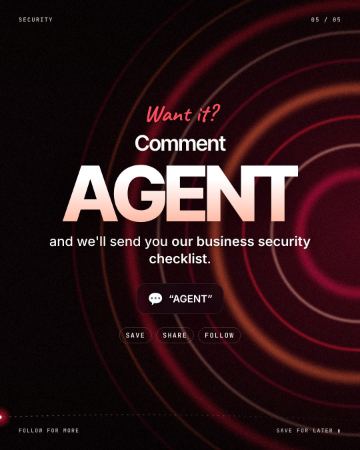 SECURITY
05 / 05
Want it?
Comment
AGENT
and we'll send you our business security
checklist.
💬 “AGENT”
SAVE
SHARE
FOLLOW
FOLLOW FOR MORE
SAVE FOR LATER